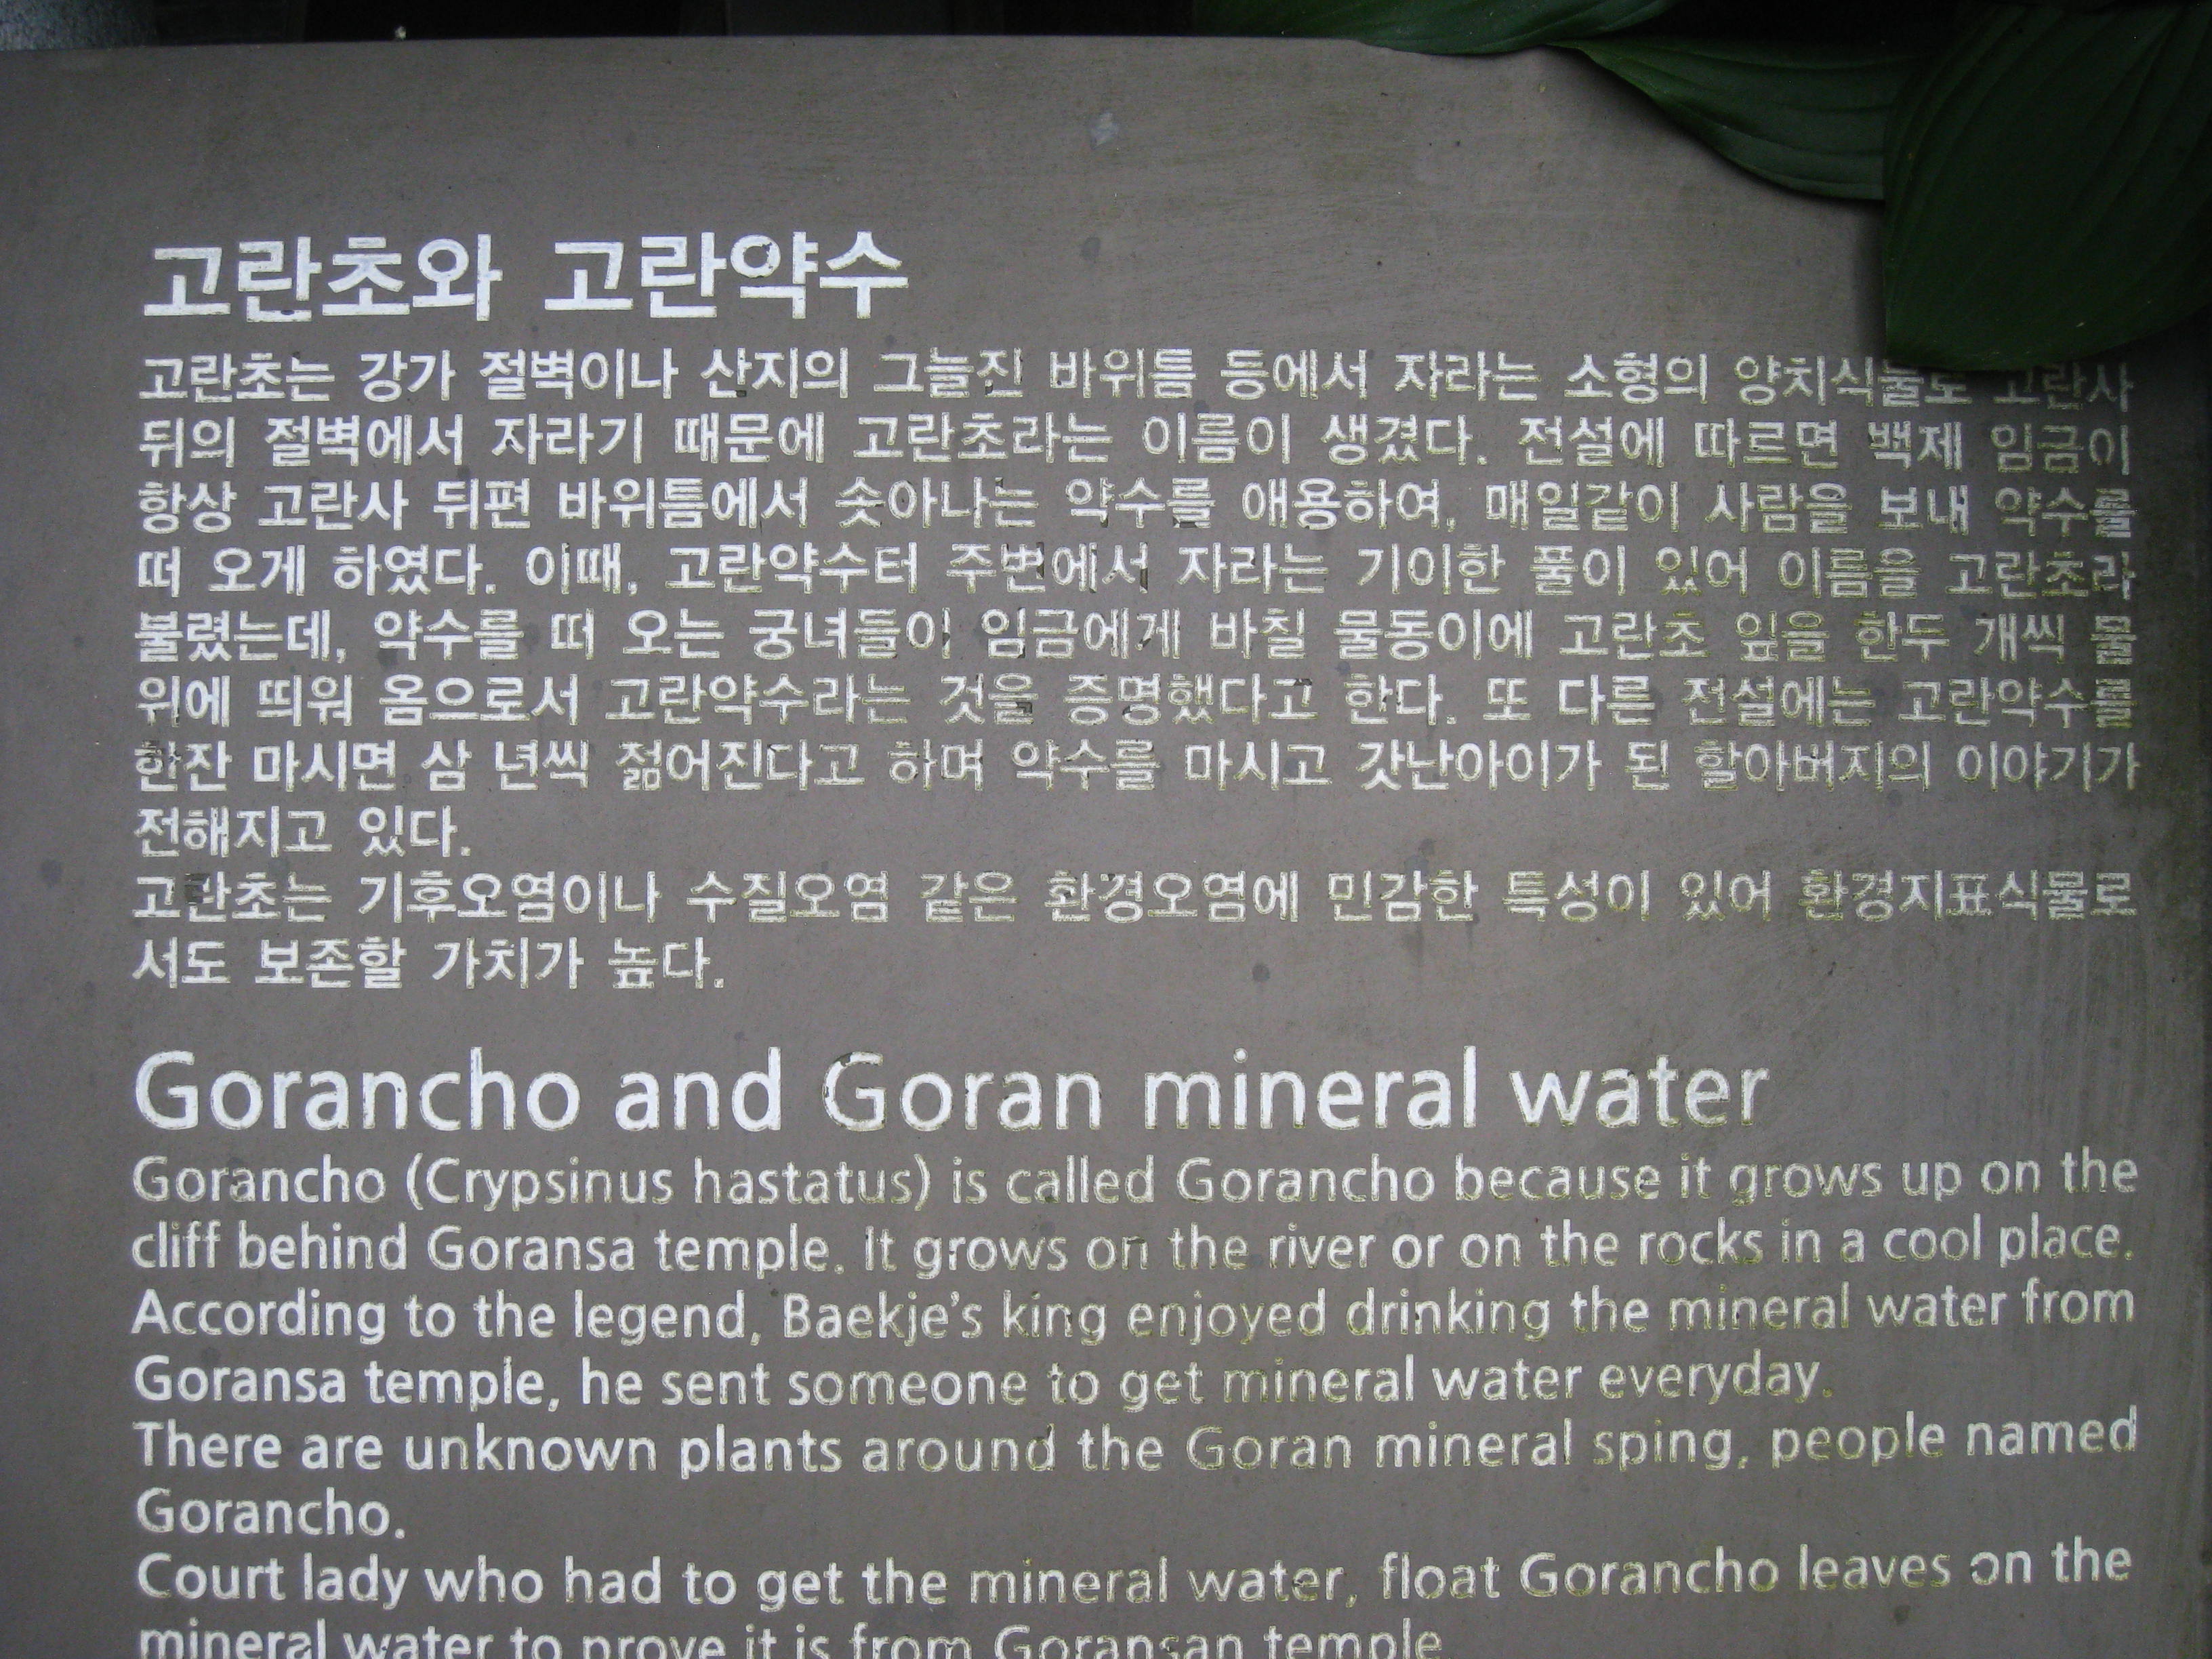 고란초와 고란약수
고란초는 강가 절벽이나 산지의 그늘진 바위틈 등에서 자라는 소형의 양치식물로 고란사
뒤의 절벽에서 자라기 때문에 고란초라는 이름이 생겼다. 전설에 따르면 백제 임금이
항상 고란사 뒤편 바위틈에서 솟아나는 약수를 애용하여, 매일같이 사람을 보내 약수를
떠 오게 하였다. 이때, 고란약수터 주변에서 자라는 기이한 풀이 있어 이름을 고란초라
불렸는데, 약수를 떠 오는 궁녀들이 임금에게 바칠 물동이에 고란초 잎을 한두 개씩 물
위에 띄워 옴으로서 고란약수라는 것을 증명했다고 한다. 또 다른 전설에는 고란약수를
한잔 마시면 삼 년씩 젊어진다고 하며 약수를 마시고 갓난아이가 된 할아버지의 이야기가
전해지고 있다.
고란초는 기후오염이나 수질오염 같은 환경오염에 민감한 특성이 있어 환경지표식물로
서도 보존할 가치가 높다.
Gorancho and Goran mineral water
Gorancho (Crypsinus hastatus) is called Gorancho because it grows up on the
cliff behind Goransa temple. It grows on the river or on the rocks in a cool place.
According to the legend, Baekje's king enjoyed drinking the mineral water from
Goransa temple, he sent someone to get mineral water everyday.
There are unknown plants around the Goran mineral sping, people named
Gorancho.
Court lady who had to get the mineral water, float Gorancho leaves on the
mineral water to prove it is from Goransan temple